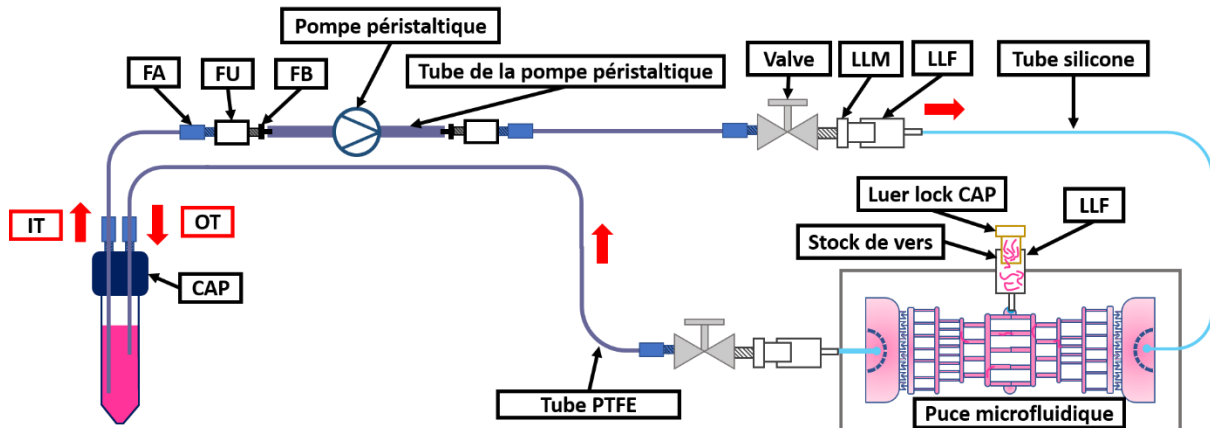 Pompe péristaltique
FA
FU
FB
Tube de la pompe péristaltique
Valve
LLM
LLF
Tube silicone
IT
OT
CAP
Luer lock CAP
LLF
Stock de vers
Tube PTFE
Puce microfluidique